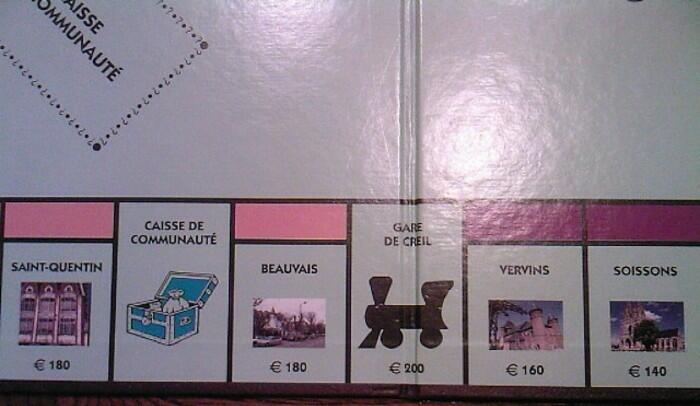 CAISSE
COMMUNAUTÉ
SAINT-QUENTIN
€ 180
CAISSE DE
COMMUNAUTÉ
BEAUVAIS
€ 180
GARE
DE CREIL
€ 200
VERVINS
€ 160
SOISSONS
€ 140